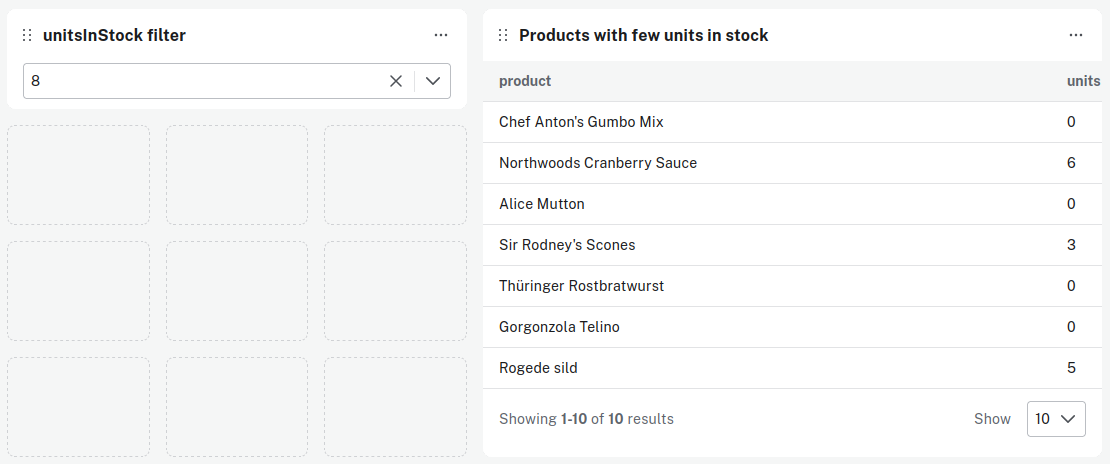 unitsInStock filter
8
Products with few units in stock
product units
Chef Anton's Gumbo Mix 0
Northwoods Cranberry Sauce 6
Alice Mutton 0
Sir Rodney's Scones 3
Thüringer Rostbratwurst 0
Gorgonzola Telino 0
Rogede sild 5
Showing 1-10 of 10 results Show 10